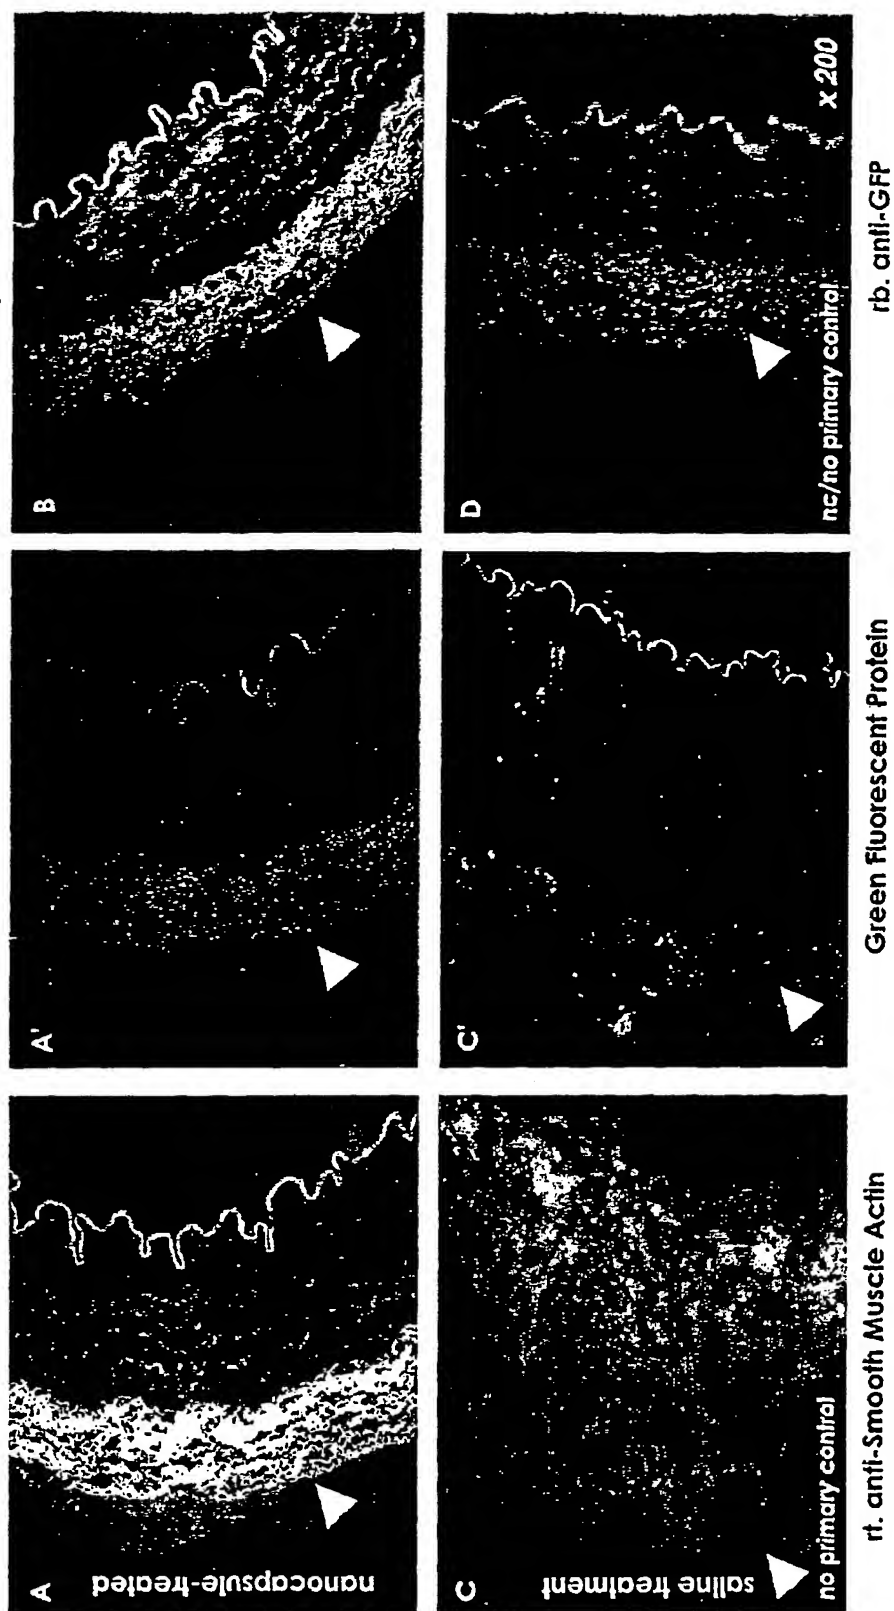 A
nanocapsule-treated
A'
B
C
saline treatment
no primary control
C'
D
nc/no primary control
x 200
rt. anti-Smooth Muscle Actin
Green Fluorescent Protein
rb. anti-GFP